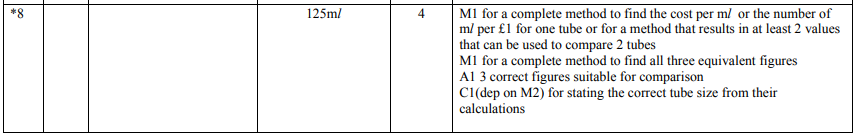 *8 125ml 4 M1 for a complete method to find the cost per ml or the number of
ml per £1 for one tube or for a method that results in at least 2 values
that can be used to compare 2 tubes
M1 for a complete method to find all three equivalent figures
A1 3 correct figures suitable for comparison
C1(dep on M2) for stating the correct tube size from their
calculations